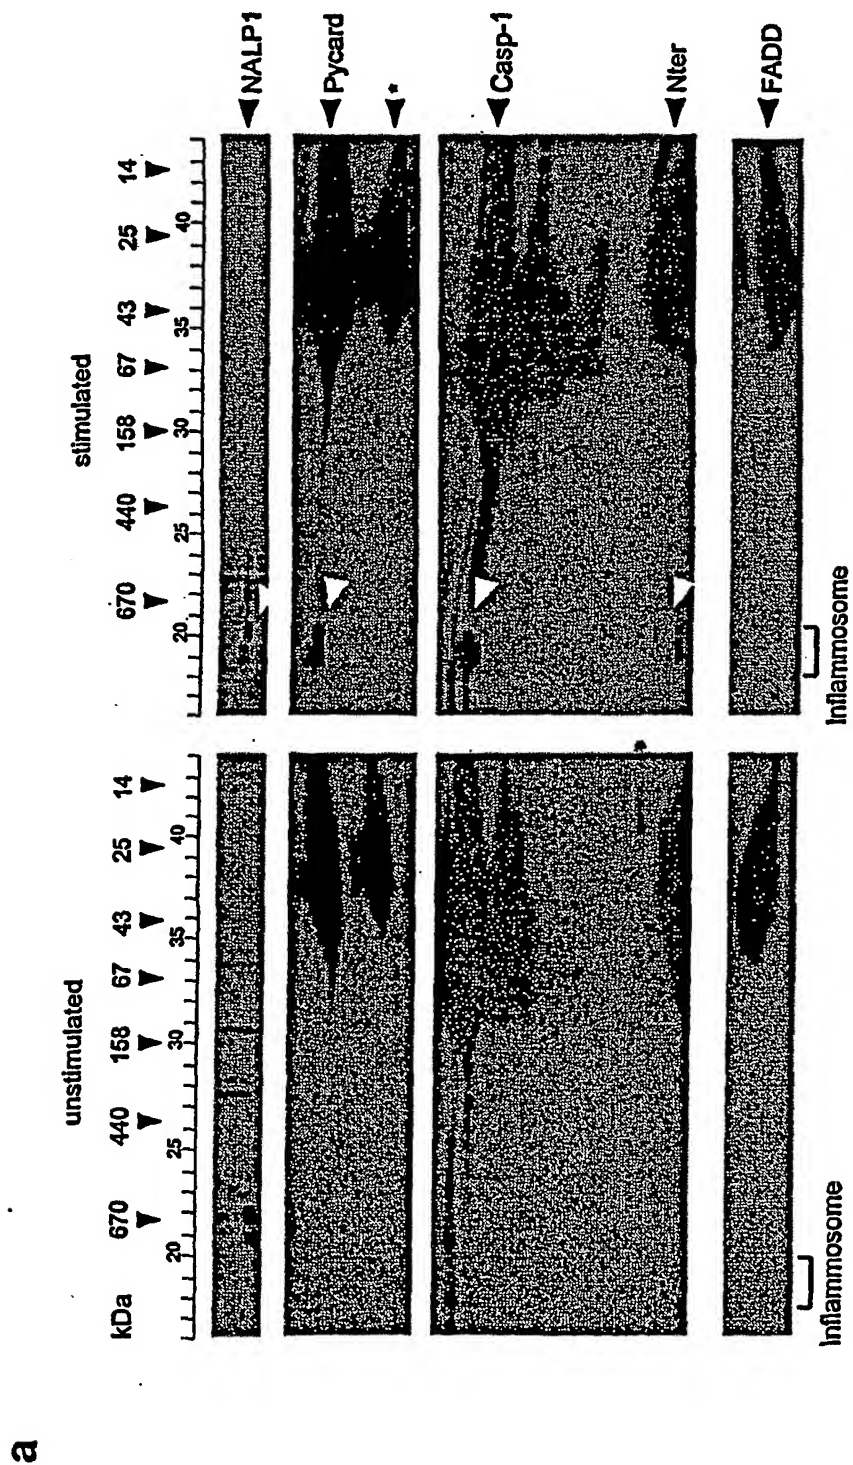 a
unstimulated
stimulated
kDa 670 440 158 67 43 25 14
670 440 158 67 43 25 14
20 25 30 35 40
20 25 30 35 40
NALP1
Pycard
*
Casp-1
Nter
FADD
Inflammosome
Inflammosome